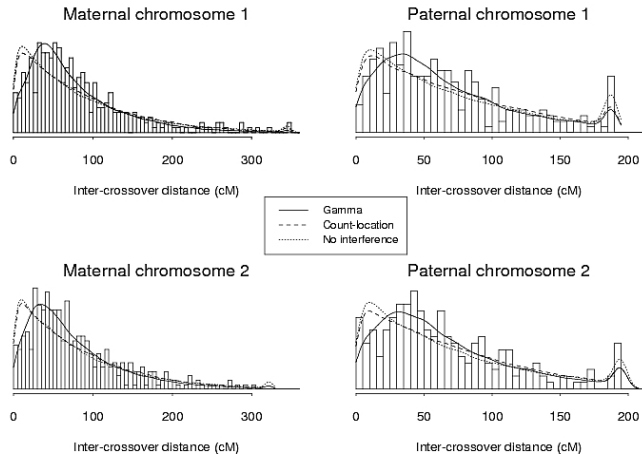 Maternal chromosome 1
Paternal chromosome 1
0 100 200 300
0 50 100 150 200
Inter-crossover distance (cM)
Inter-crossover distance (cM)
Gamma
Count-location
No interference
Maternal chromosome 2
Paternal chromosome 2
0 100 200 300
0 50 100 150 200
Inter-crossover distance (cM)
Inter-crossover distance (cM)